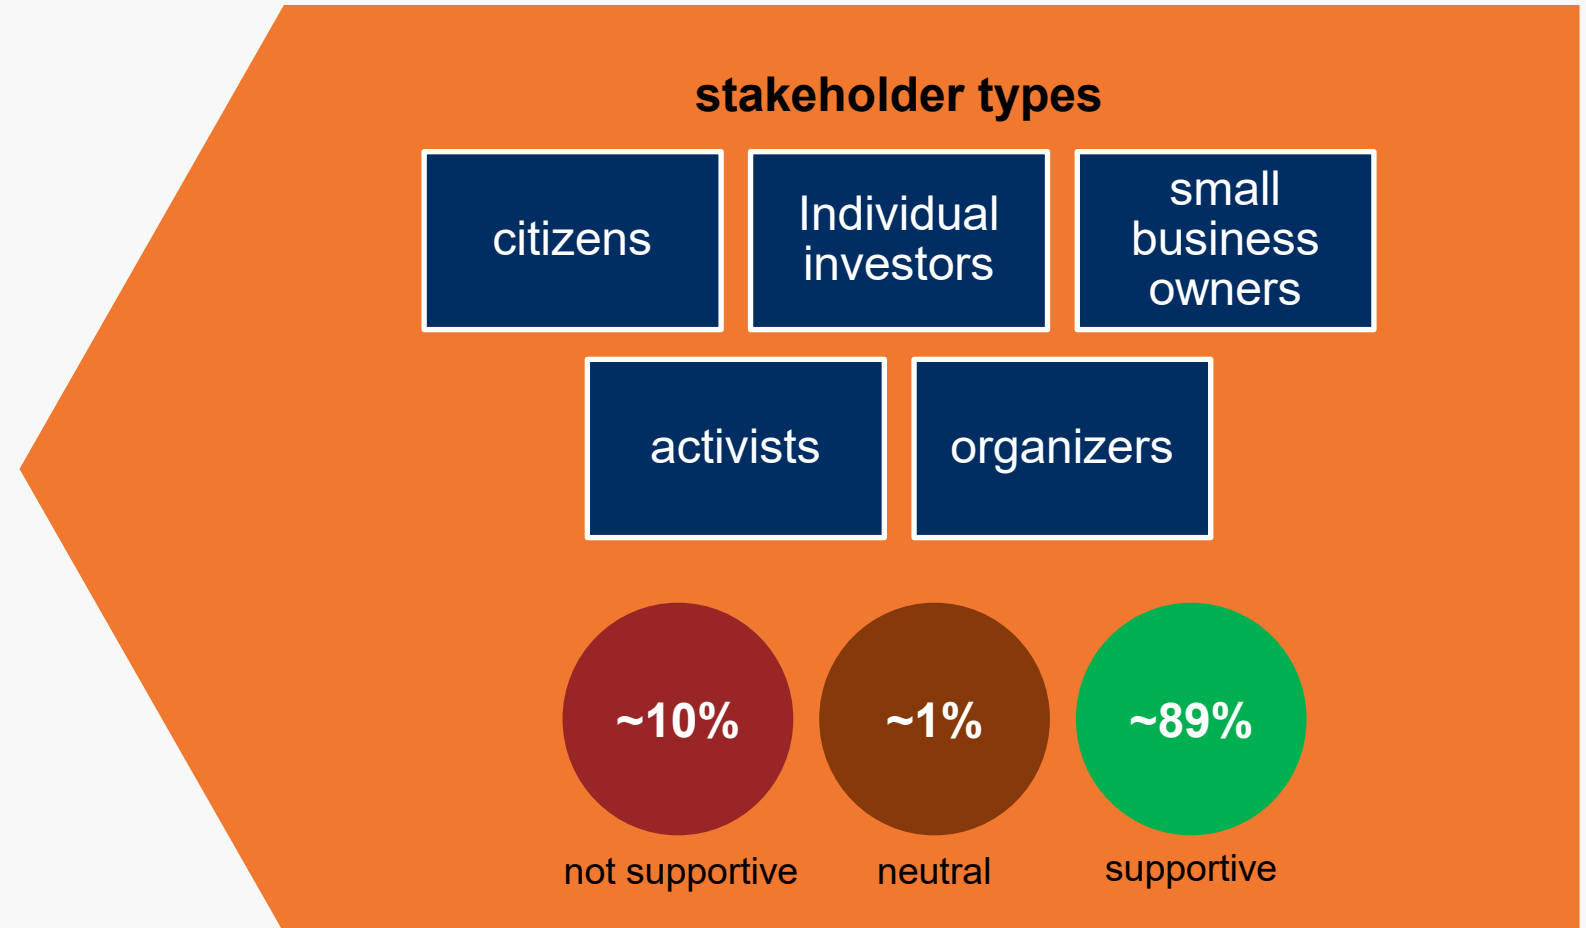 stakeholder types
citizens
Individual
investors
small
business
owners
activists
organizers
~10%
~1%
~89%
not supportive
neutral
supportive